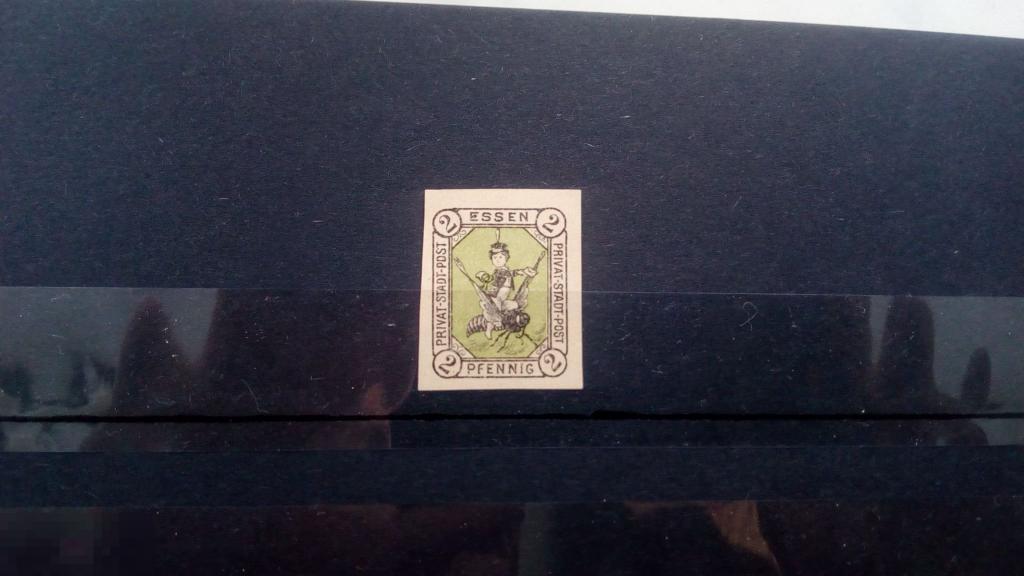 2 ESSEN 2
PRIVAT-STADT-POST
PRIVAT-STADT-POST
2 PFENNIG 2